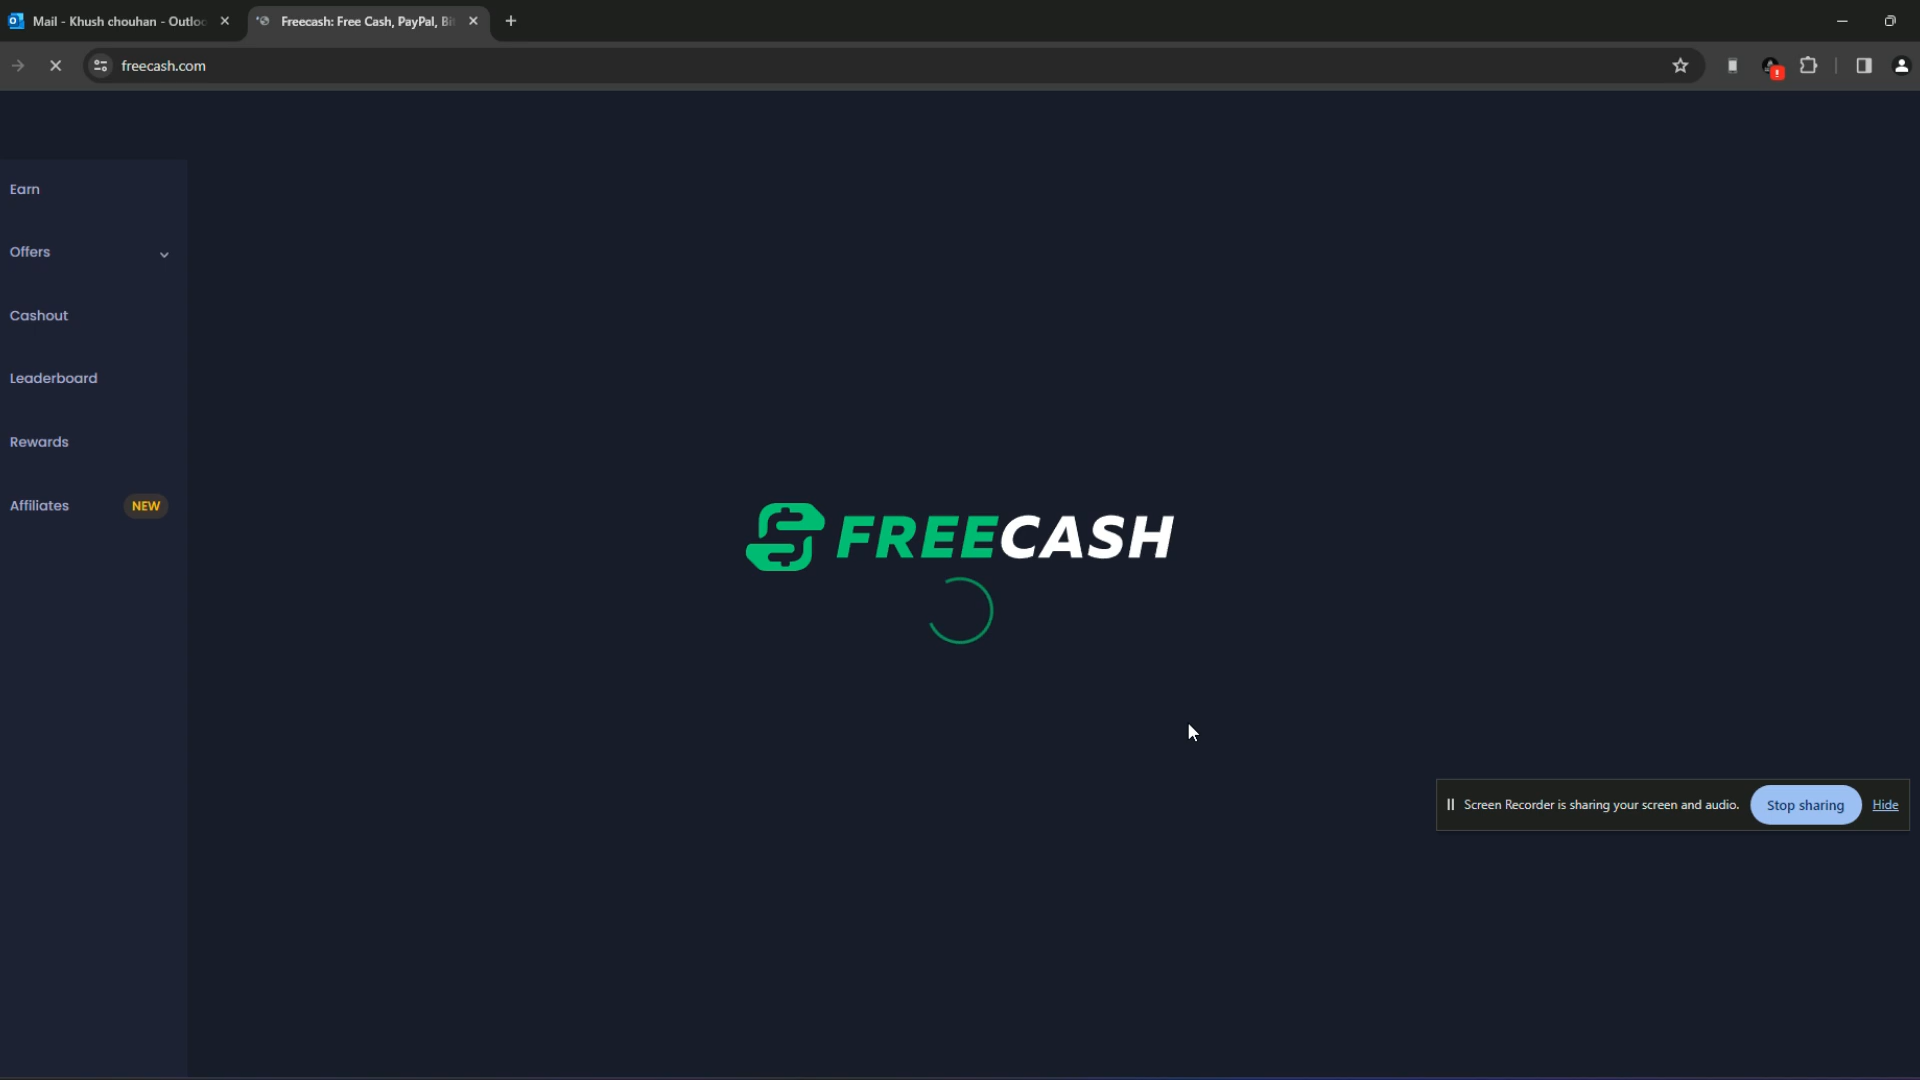 Mail - Khush chouhan - Outlo
Freecash: Free Cash, PayPal, Bit
freecash.com
Earn
Offers
Cashout
Leaderboard
Rewards
Affiliates NEW
FREECASH
Screen Recorder is sharing your screen and audio. Stop sharing Hide